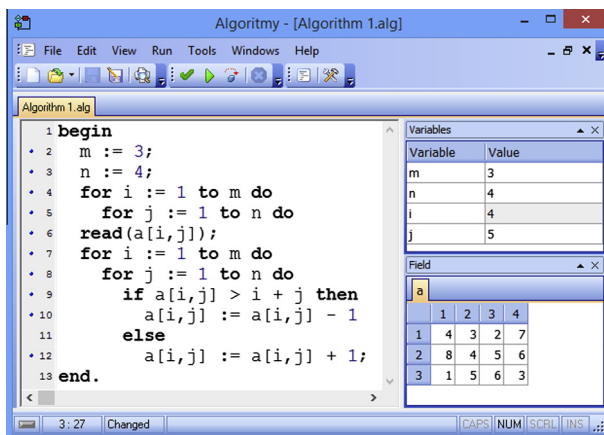 Algoritmy - [Algorithm 1.alg]
File Edit View Run Tools Windows Help
Algorithm 1.alg
1 begin
2 m := 3;
3 n := 4;
4 for i := 1 to m do
5 for j := 1 to n do
6 read(a[i,j]);
7 for i := 1 to m do
8 for j := 1 to n do
9 if a[i,j] > i + j then
10 a[i,j] := a[i,j] - 1
11 else
12 a[i,j] := a[i,j] + 1;
13 end.
Variables
Variable Value
m 3
n 4
i 4
j 5
Field
a
1 2 3 4
1 4 3 2 7
2 8 4 5 6
3 1 5 6 3
3 : 27 Changed CAPS NUM SCRL INS